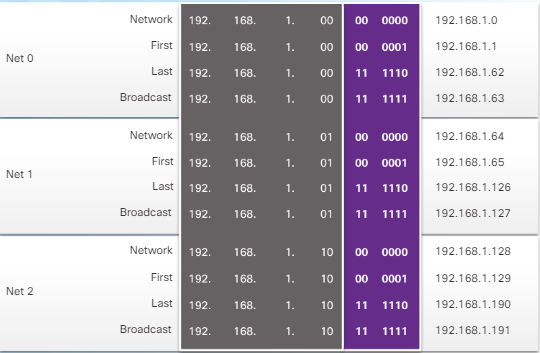 Network 192. 168. 1. 00 00 0000 192.168.1.0
First 192. 168. 1. 00 00 0001 192.168.1.1
Net 0
Last 192. 168. 1. 00 11 1110 192.168.1.62
Broadcast 192. 168. 1. 00 11 1111 192.168.1.63
Network 192. 168. 1. 01 00 0000 192.168.1.64
First 192. 168. 1. 01 00 0001 192.168.1.65
Net 1
Last 192. 168. 1. 01 11 1110 192.168.1.126
Broadcast 192. 168. 1. 01 11 1111 192.168.1.127
Network 192. 168. 1. 10 00 0000 192.168.1.128
First 192. 168. 1. 10 00 0001 192.168.1.129
Net 2
Last 192. 168. 1. 10 11 1110 192.168.1.190
Broadcast 192. 168. 1. 10 11 1111 192.168.1.191